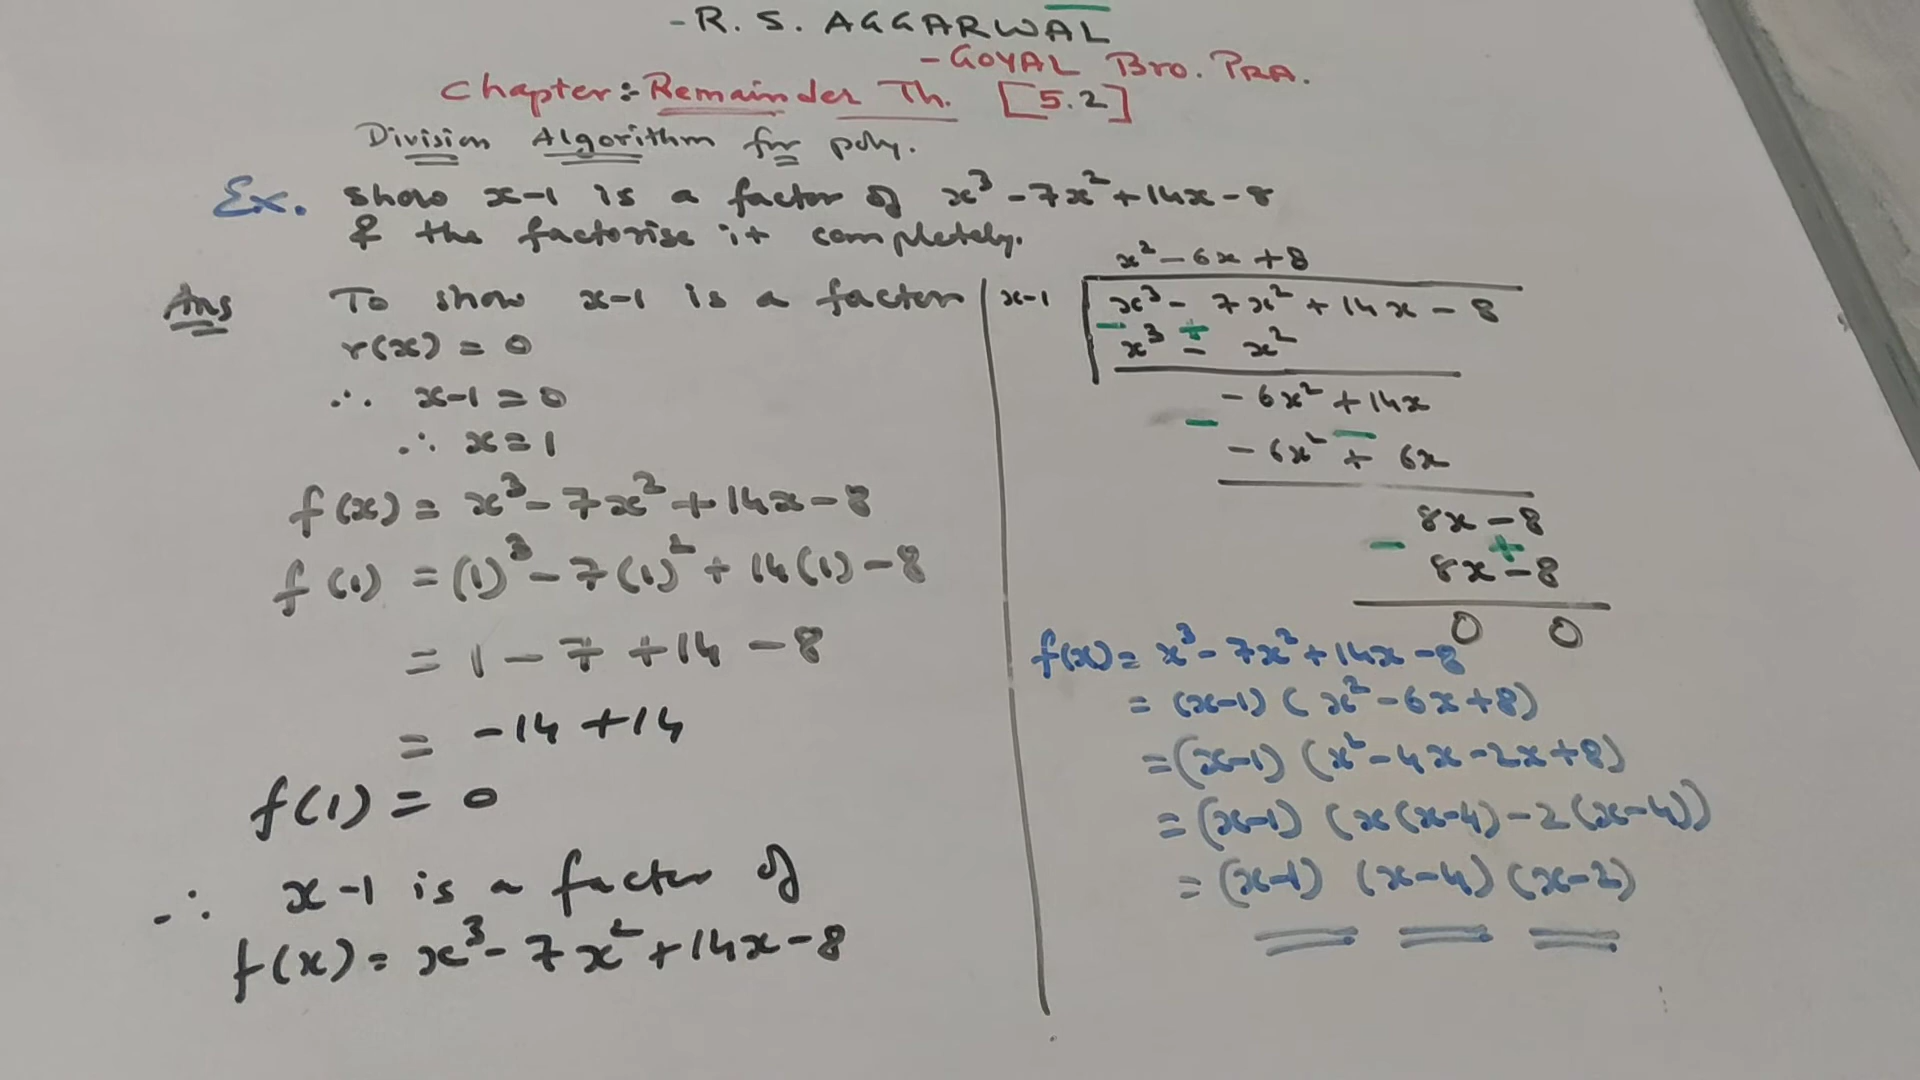 - R. S. AGGARWAL
- GOYAL Bro. PRA.
Chapter:- Remainder Th. [5.2]
Division Algorithm for poly.
Ex. show x-1 is a factor of x³ - 7x² + 14x - 8
& the factorise it completely.
Ans To show x-1 is a factor
r(x) = 0
∴ x-1 = 0
∴ x = 1
f(x) = x³ - 7x² + 14x - 8
f(1) = (1)³ - 7(1)² + 14(1) - 8
= 1 - 7 + 14 - 8
= -14 + 14
f(1) = 0
∴ x-1 is a factor of
f(x) = x³ - 7x² + 14x - 8
x² - 6x + 8
x-1 x³ - 7x² + 14x - 8
- +
x³ - x²
- 6x² + 14x
- -
- 6x² + 6x
8x - 8
- +
8x - 8
0 0
f(x) = x³ - 7x² + 14x - 8
= (x-1) (x² - 6x + 8)
= (x-1) (x² - 4x - 2x + 8)
= (x-1) (x(x-4) - 2(x-4))
= (x-1) (x-4) (x-2)